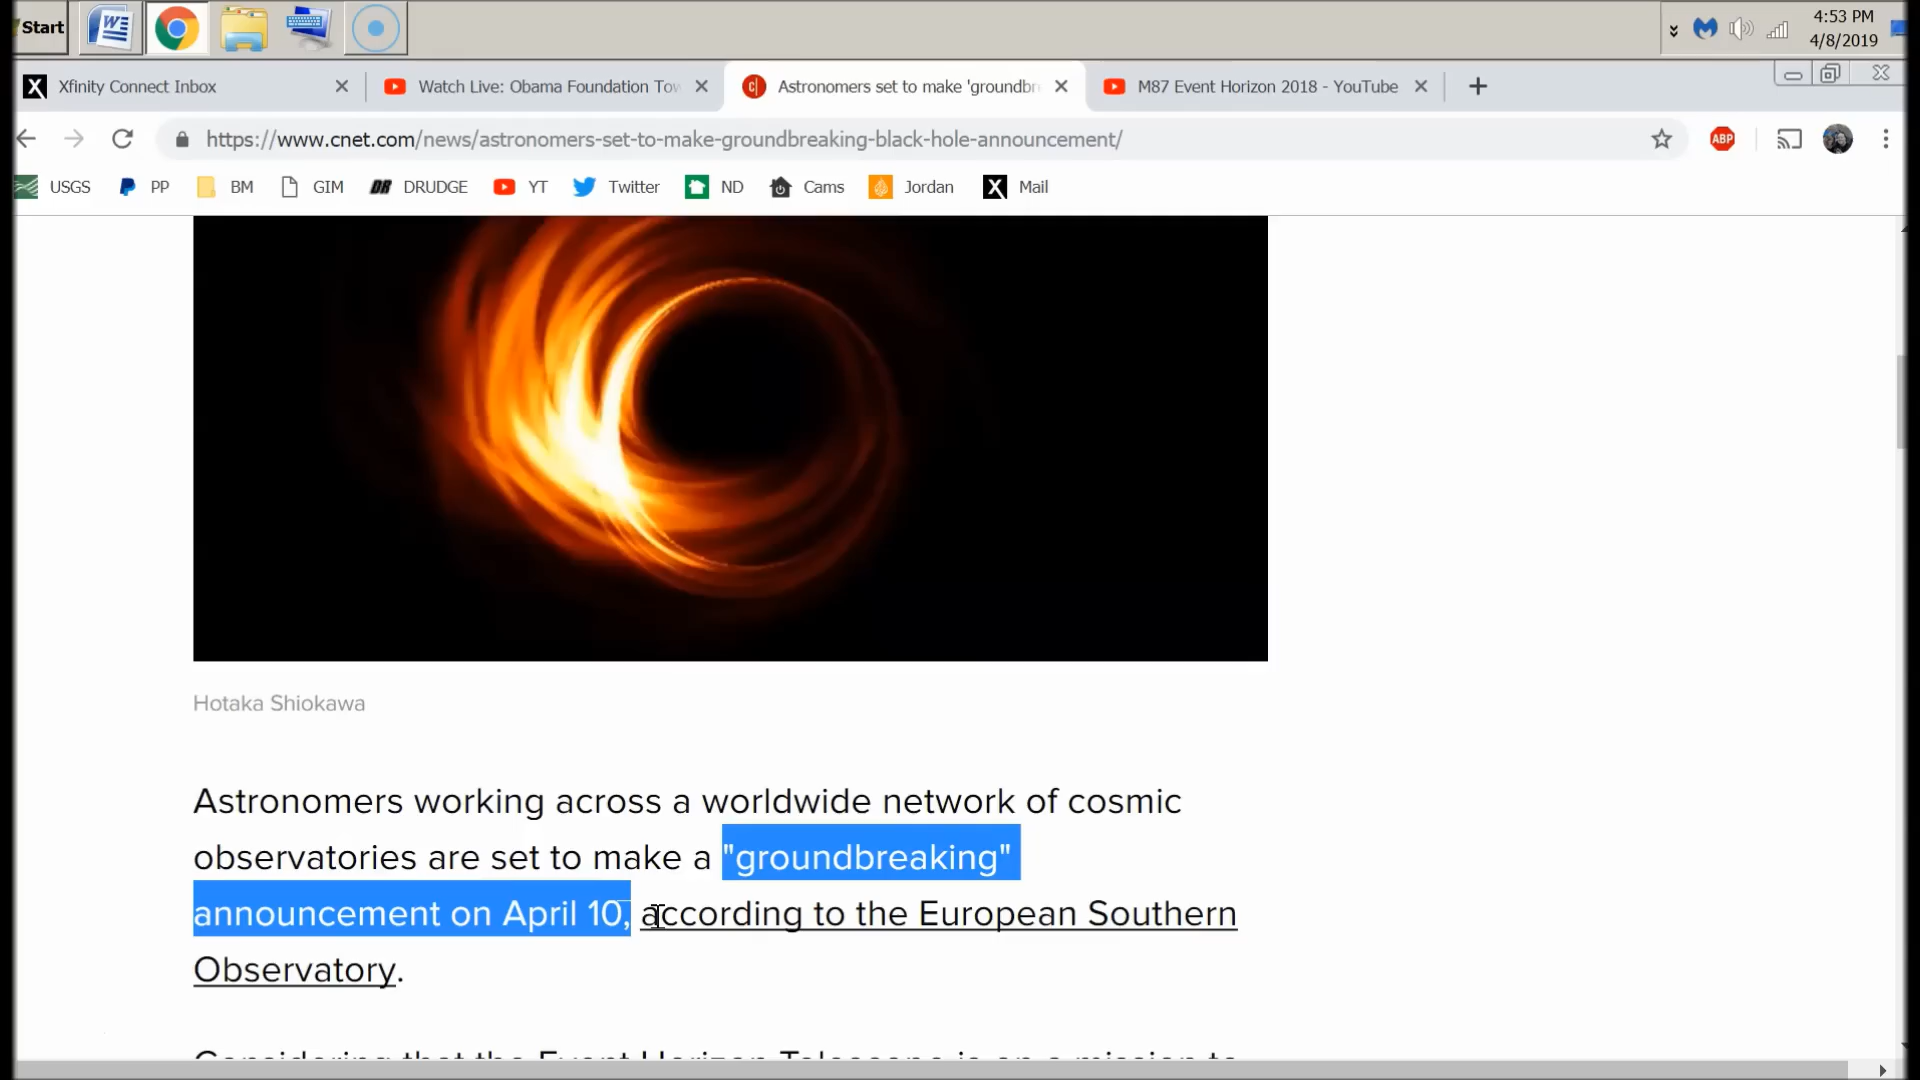 Start
4:53 PM
4/8/2019
Xfinity Connect Inbox
Watch Live: Obama Foundation Tow
Astronomers set to make 'groundbr
M87 Event Horizon 2018 - YouTube
https://www.cnet.com/news/astronomers-set-to-make-groundbreaking-black-hole-announcement/
ABP
USGS
PP
BM
GIM
DR DRUDGE
YT
Twitter
ND
Cams
Jordan
X Mail
Hotaka Shiokawa
Astronomers working across a worldwide network of cosmic
observatories are set to make a "groundbreaking"
announcement on April 10, according to the European Southern
Observatory.
Considering that the Event Horizon Telescope is on a mission to